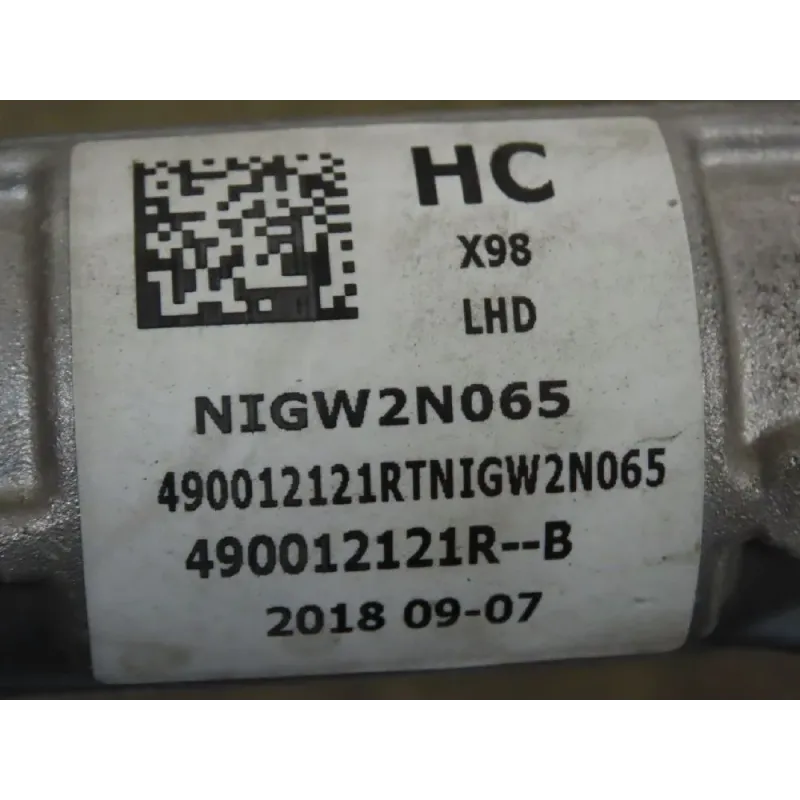 HC
X98
LHD
NIGW2N065
490012121RTNIGW2N065
490012121R--B
2018 09-07